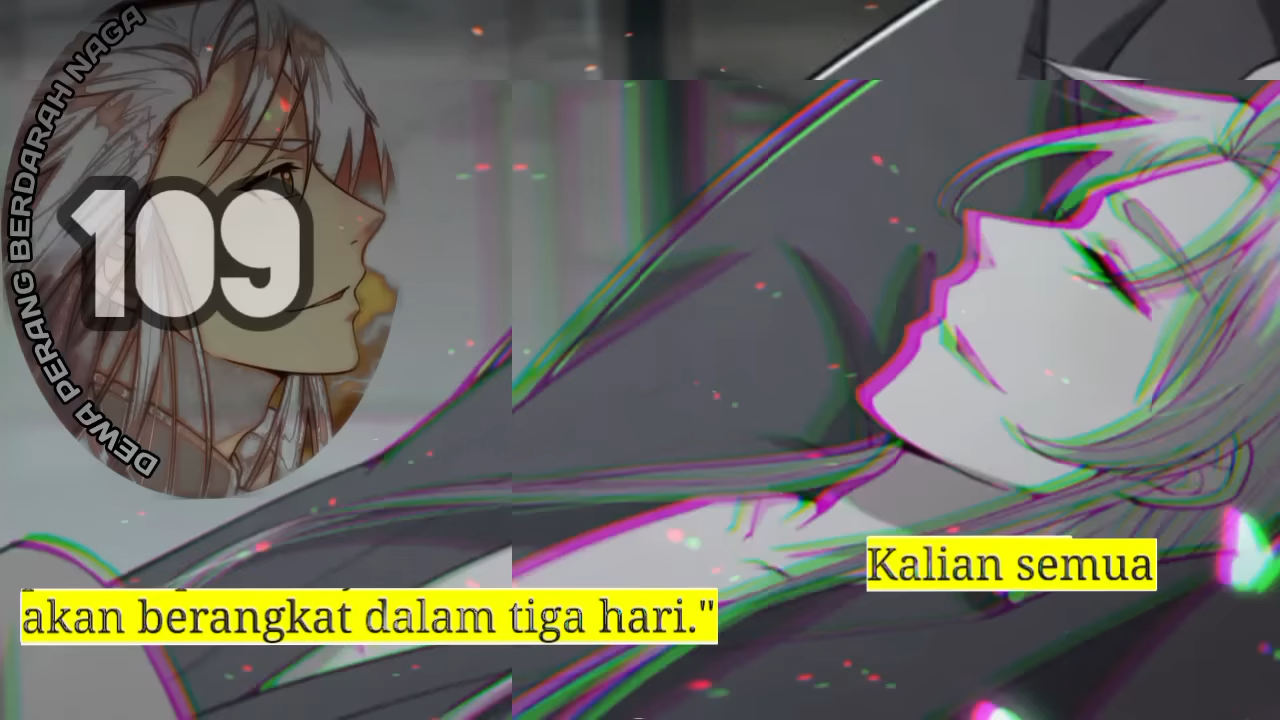 DEWA PERANG BERDARAH NAGA
109
Kalian semua
akan berangkat dalam tiga hari."